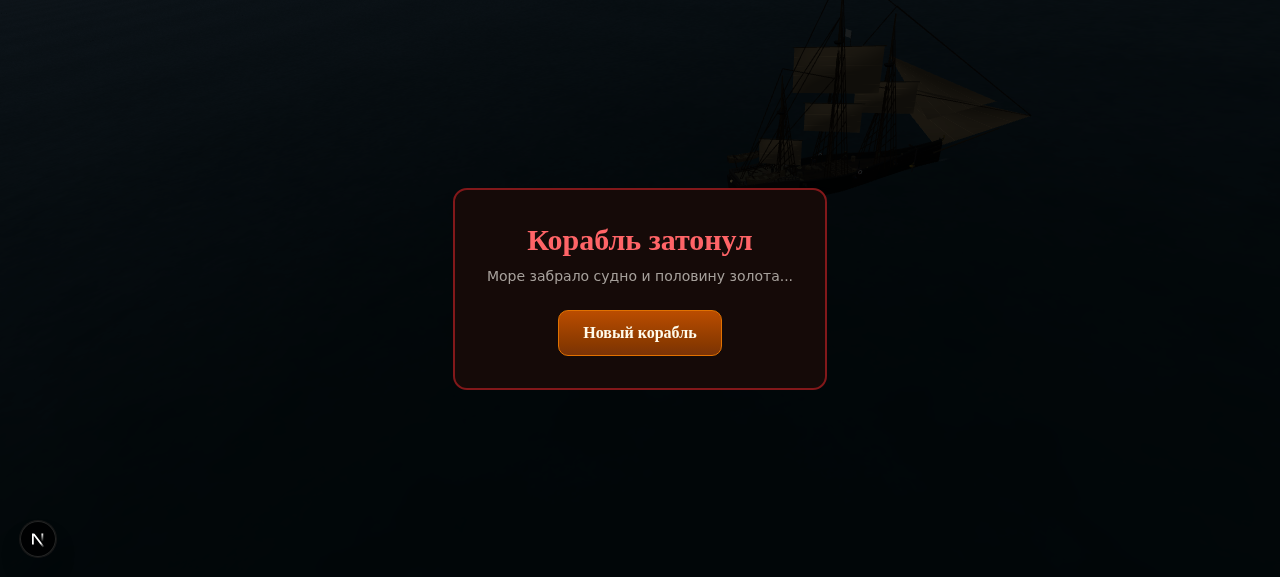 Корабль затонул
Море забрало судно и половину золота...
Новый корабль
N